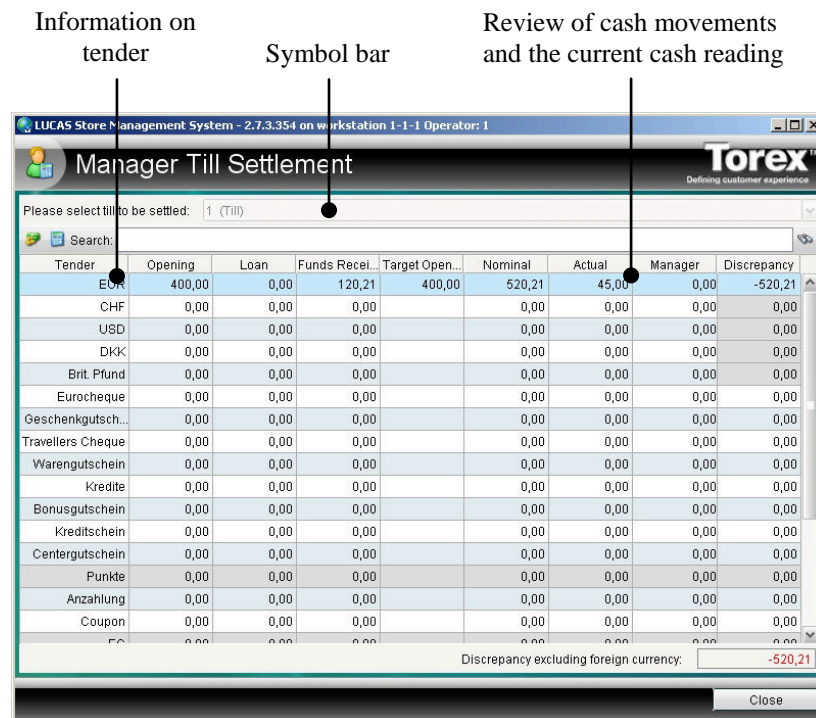 Information on
tender
Symbol bar
Review of cash movements
and the current cash reading
LUCAS Store Management System - 2.7.3.354 on workstation 1-1-1 Operator: 1
Manager Till Settlement
Torex™
Defining customer experience
Please select till to be settled: 1 (Till)
Search:
Tender Opening Loan Funds Recei... Target Open... Nominal Actual Manager Discrepancy
EUR 400,00 0,00 120,21 400,00 520,21 45,00 0,00 -520,21
CHF 0,00 0,00 0,00 0,00 0,00 0,00 0,00
USD 0,00 0,00 0,00 0,00 0,00 0,00 0,00
DKK 0,00 0,00 0,00 0,00 0,00 0,00 0,00
Brit. Pfund 0,00 0,00 0,00 0,00 0,00 0,00 0,00
Eurocheque 0,00 0,00 0,00 0,00 0,00 0,00 0,00
Geschenkgutsch... 0,00 0,00 0,00 0,00 0,00 0,00 0,00
Travellers Cheque 0,00 0,00 0,00 0,00 0,00 0,00 0,00
Warengutschein 0,00 0,00 0,00 0,00 0,00 0,00 0,00
Kredite 0,00 0,00 0,00 0,00 0,00 0,00 0,00
Bonusgutschein 0,00 0,00 0,00 0,00 0,00 0,00 0,00
Kreditschein 0,00 0,00 0,00 0,00 0,00 0,00 0,00
Centergutschein 0,00 0,00 0,00 0,00 0,00 0,00 0,00
Punkte 0,00 0,00 0,00 0,00 0,00 0,00 0,00
Anzahlung 0,00 0,00 0,00 0,00 0,00 0,00 0,00
Coupon 0,00 0,00 0,00 0,00 0,00 0,00 0,00
Discrepancy excluding foreign currency: -520,21
Close